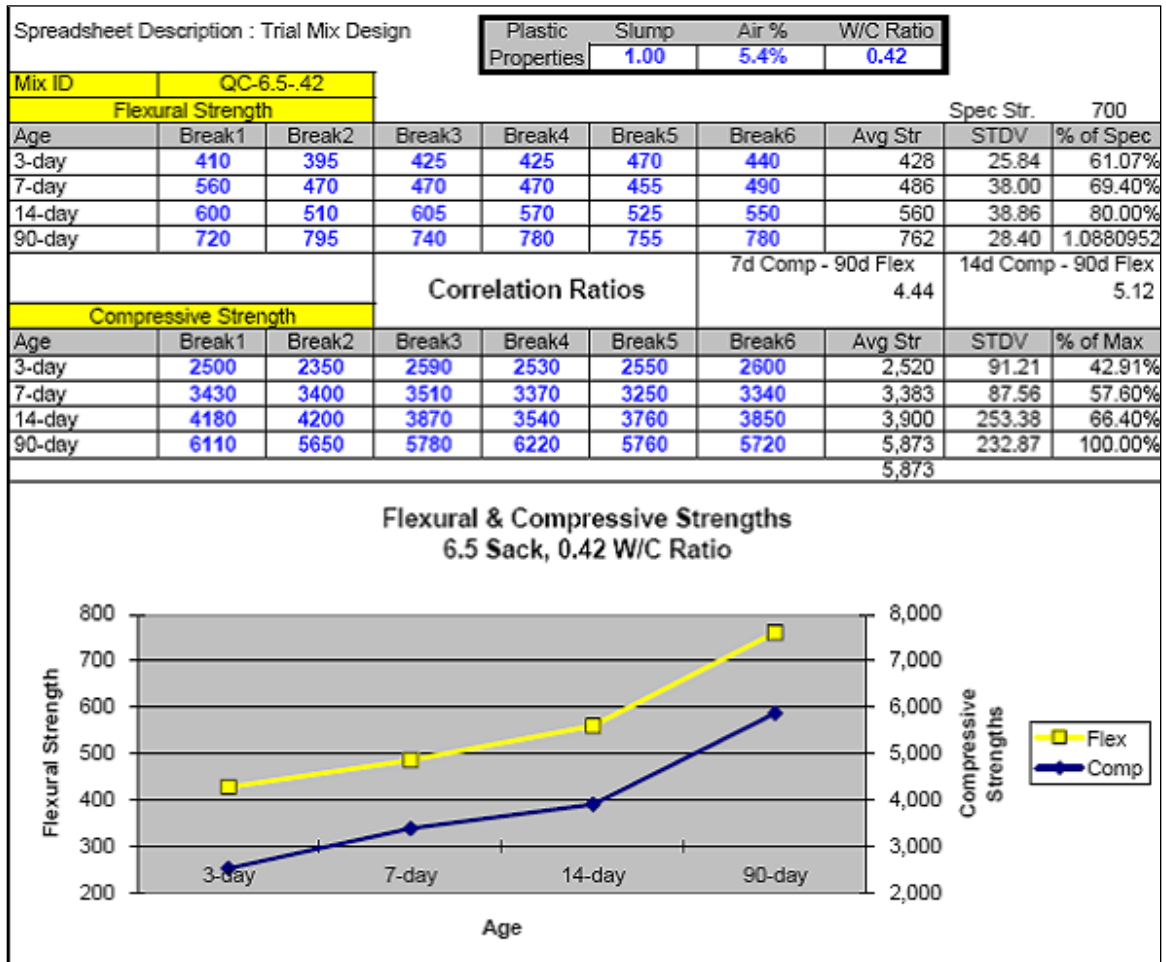 Spreadsheet Description : Trial Mix Design
Plastic Slump Air % W/C Ratio
Properties 1.00 5.4% 0.42
Mix ID QC-6.5-.42
Flexural Strength Spec Str. 700
Age Break1 Break2 Break3 Break4 Break5 Break6 Avg Str STDV % of Spec
3-day 410 395 425 425 470 440 428 25.84 61.07%
7-day 560 470 470 470 455 490 486 38.00 69.40%
14-day 600 510 605 570 525 550 560 38.86 80.00%
90-day 720 795 740 780 755 780 762 28.40 1.0880952
7d Comp - 90d Flex 14d Comp - 90d Flex
Correlation Ratios 4.44 5.12
Compressive Strength
Age Break1 Break2 Break3 Break4 Break5 Break6 Avg Str STDV % of Max
3-day 2500 2350 2590 2530 2550 2600 2,520 91.21 42.91%
7-day 3430 3400 3510 3370 3250 3340 3,383 87.56 57.60%
14-day 4180 4200 3870 3540 3760 3850 3,900 253.38 66.40%
90-day 6110 5650 5780 6220 5760 5720 5,873 232.87 100.00%
5,873
Flexural & Compressive Strengths
6.5 Sack, 0.42 W/C Ratio
Flexural Strength
800
700
600
500
400
300
200
3-day 7-day 14-day 90-day
Age
8,000
7,000
6,000
5,000
4,000
3,000
2,000
Compressive
Strengths
Flex
Comp